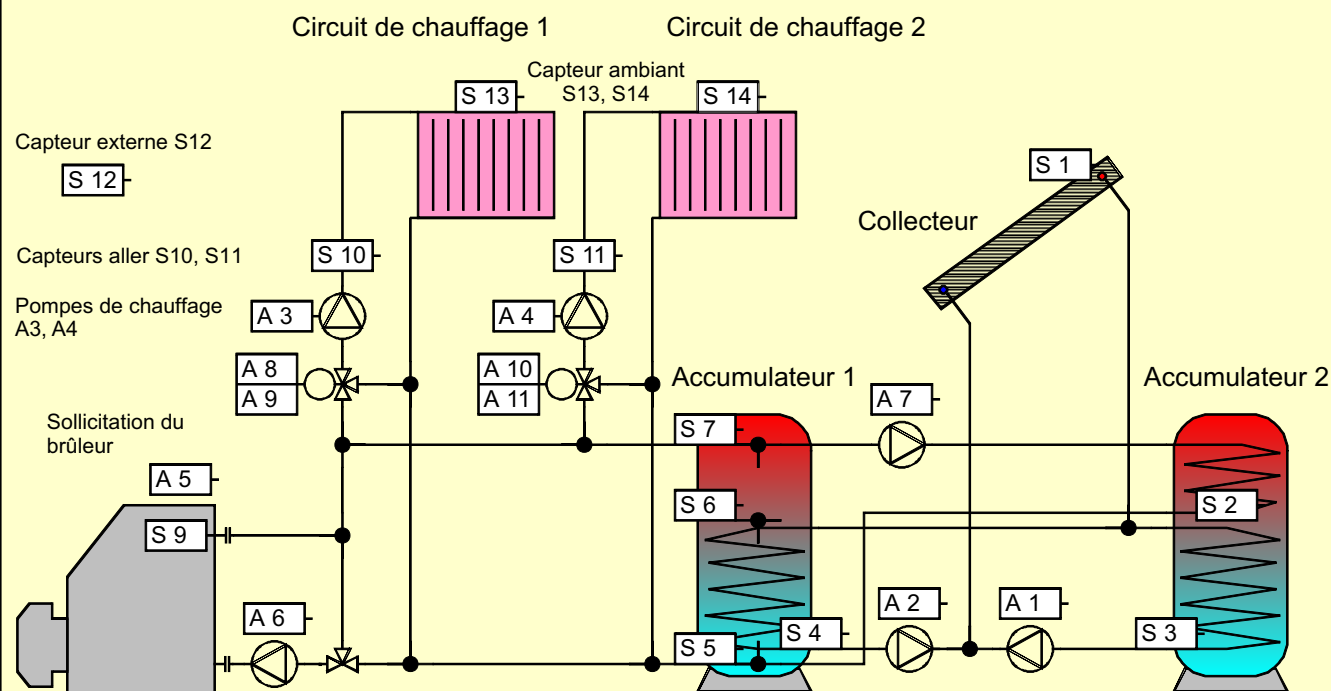 Circuit de chauffage 1
Circuit de chauffage 2
Capteur ambiant
S13, S14
S 13
S 14
Capteur externe S12
S 12
S 1
Collecteur
Capteurs aller S10, S11
S 10
S 11
Pompes de chauffage
A3, A4
A 3
A 4
A 8
A 9
A 10
A 11
Accumulateur 1
Accumulateur 2
A 7
Sollicitation du
brûleur
S 7
A 5
S 6
S 2
S 9
A 6
A 2
A 1
S 4
S 3
S 5